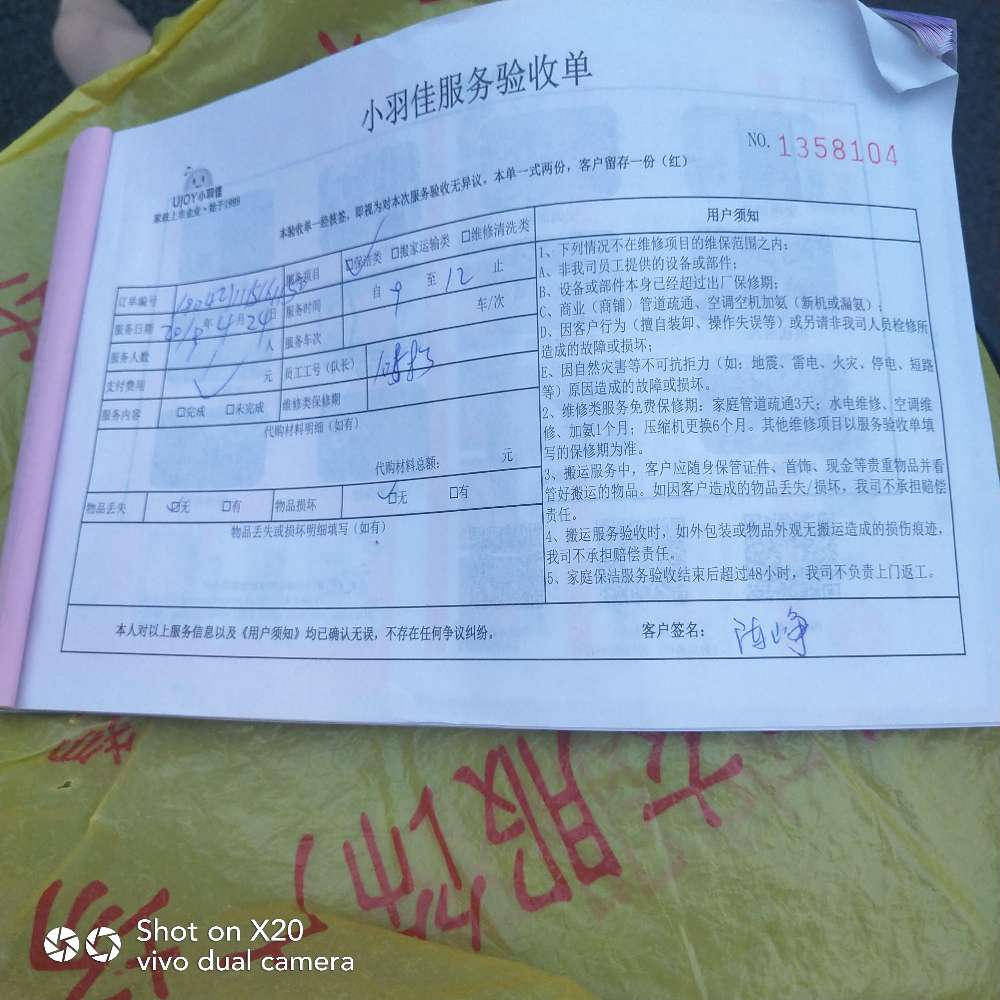 小羽佳服务验收单
NO. 1358104
UJOY小羽佳
家政上市企业·始于1999
本验收单一经核签，即视为对本次服务验收无异议。本单一式两份，客户留存一份（红）
订单编号
服务项目 ☑保洁类 □搬家运输类 □维修清洗类
服务日期 2018年4月24日 服务时间 自 9 至 12 止
服务人数 人 服务车次 车/次
支付费用 元 员工工号（队长） 10883
服务内容 □完成 □未完成 维修类保修期
代购材料明细（如有）
代购材料总额： 元
物品丢失 ☑无 □有 物品损坏 ☑无 □有
物品丢失或损坏明细填写（如有）
用户须知
1、下列情况不在维修项目的维保范围之内：
A、非我司员工提供的设备或部件；
B、设备或部件本身已经超过出厂保修期；
C、商业（商铺）管道疏通、空调空机加氨（新机或漏氨）；
D、因客户行为（擅自装卸、操作失误等）或另请非我司人员检修所
造成的故障或损坏；
E、因自然灾害等不可抗拒力（如：地震、雷电、火灾、停电、短路
等）原因造成的故障或损坏。
2、维修类服务免费保修期：家庭管道疏通3天；水电维修、空调维
修、加氨1个月；压缩机更换6个月。其他维修项目以服务验收单填
写的保修期为准。
3、搬运服务中，客户应随身保管证件、首饰、现金等贵重物品并看
管好搬运的物品。如因客户造成的物品丢失/损坏，我司不承担赔偿
责任。
4、搬运服务验收时，如外包装或物品外观无搬运造成的损伤痕迹，
我司不承担赔偿责任。
5、家庭保洁服务验收结束后超过48小时，我司不负责上门返工。
本人对以上服务信息以及《用户须知》均已确认无误，不存在任何争议纠纷。
客户签名：
Shot on X20
vivo dual camera